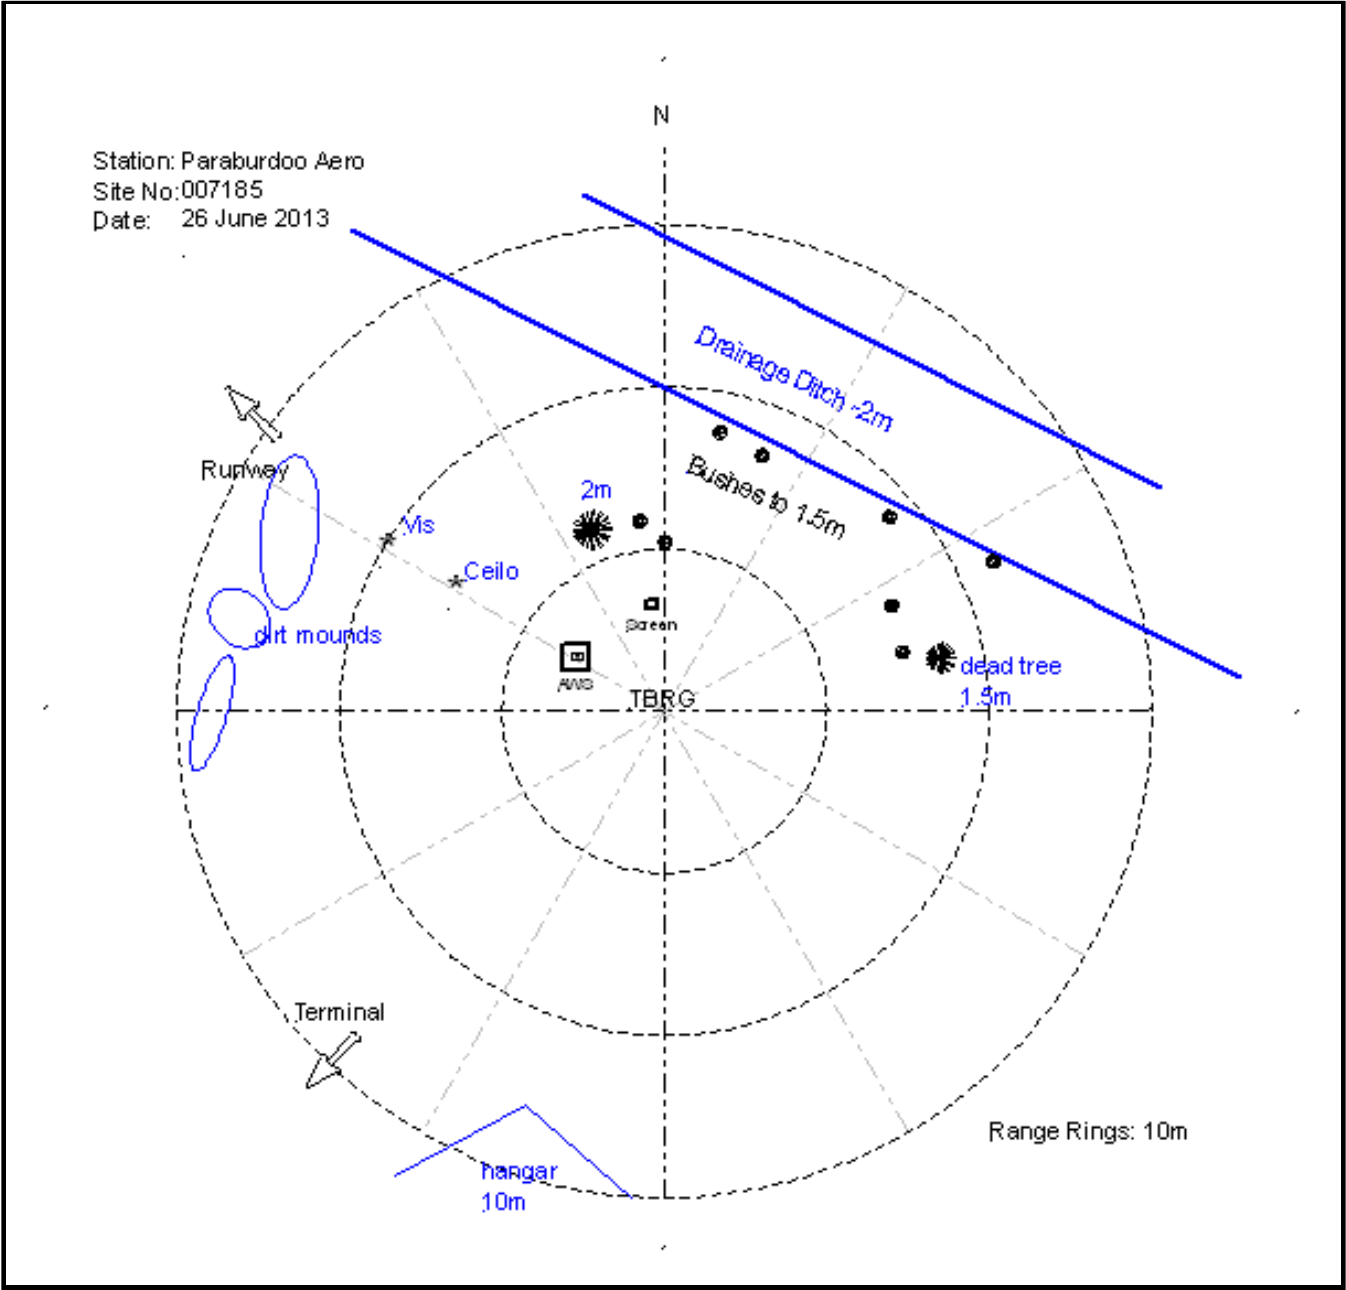 N
Station: Paraburdoo Aero
Site No: 007185
Date: 26 June 2013
Drainage Ditch ~2m
Runway
2m
Bushes to 1.5m
Vis
Ceilo
Screen
dirt mounds
AWS
TBRG
dead tree
1.5m
Terminal
Range Rings: 10m
hangar
10m